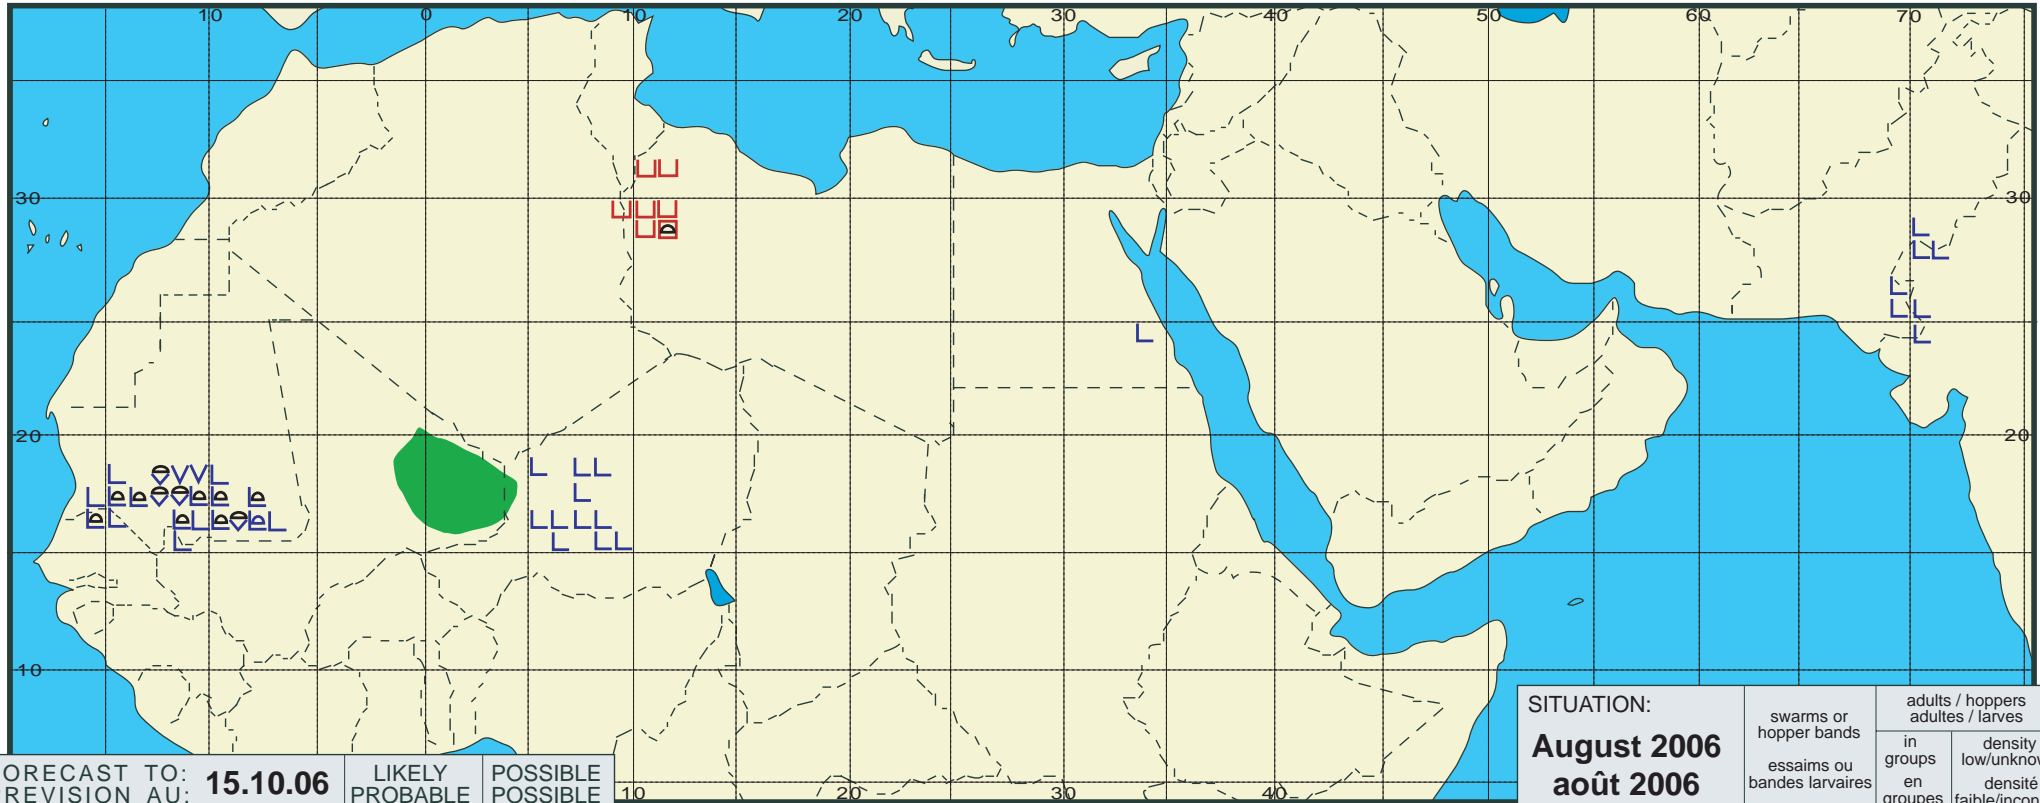 10 0 10 20 30 40 50 60 70
30 30
20 20
10
10 20 30 40
SITUATION:
August 2006
août 2006
swarms or
hopper bands
essaims ou
bandes larvaires
adults / hoppers
adultes / larves
in
groups
en
groupes
density
low/unknow
densité
faible/incon
ORECAST TO:
REVISION AU:
15.10.06
LIKELY
PROBABLE
POSSIBLE
POSSIBLE